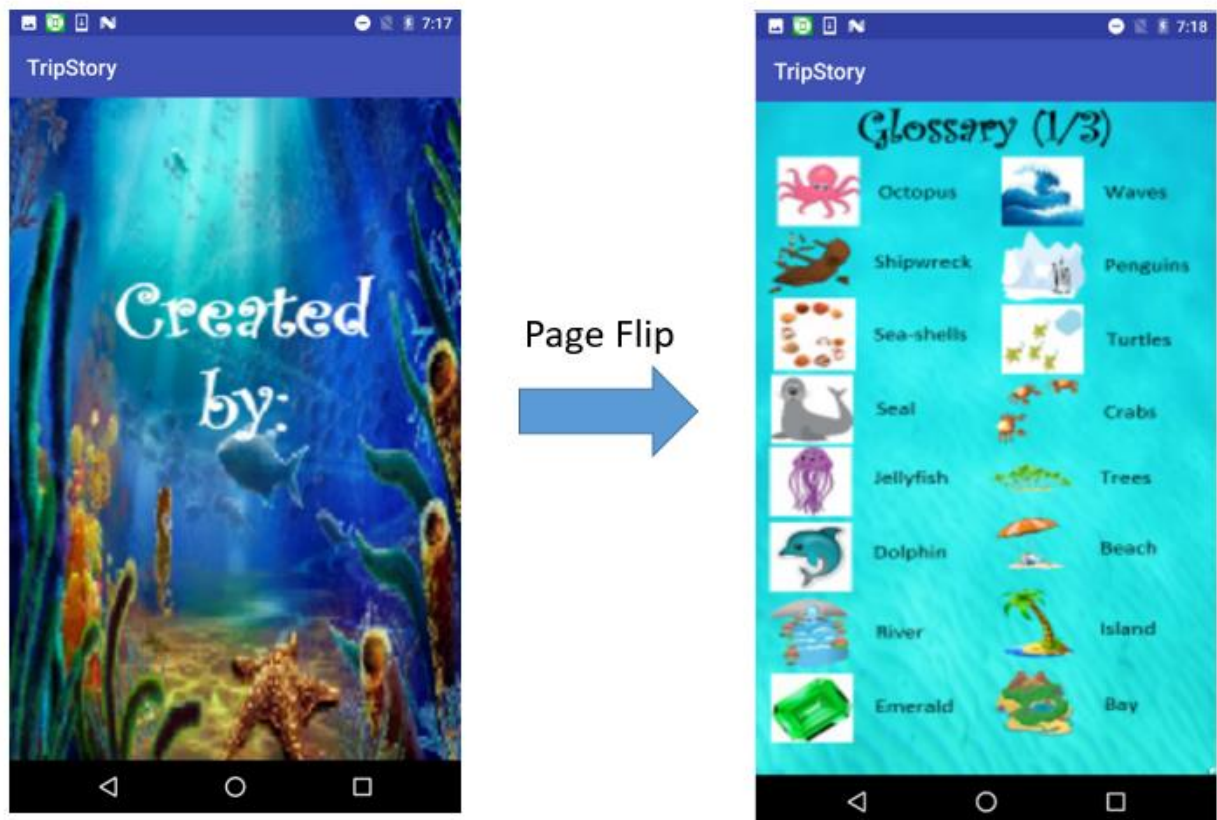 7:17
TripStory
Created
by:
Page Flip
7:18
TripStory
Glossary (1/3)
Octopus
Waves
Shipwreck
Penguins
Sea-shells
Turtles
Seal
Crabs
Jellyfish
Trees
Dolphin
Beach
River
Island
Emerald
Bay